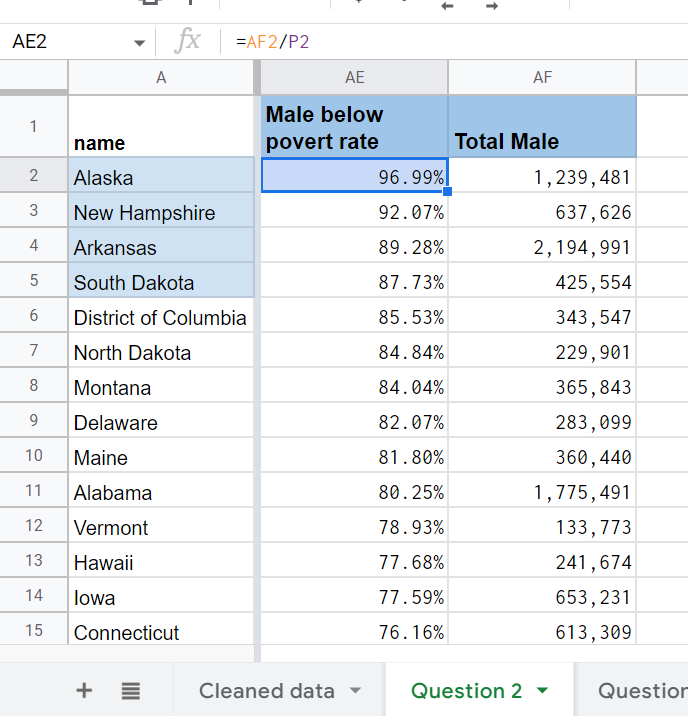 AE2 fx =AF2/P2
A AE AF
1 name Male below povert rate Total Male
2 Alaska 96.99% 1,239,481
3 New Hampshire 92.07% 637,626
4 Arkansas 89.28% 2,194,991
5 South Dakota 87.73% 425,554
6 District of Columbia 85.53% 343,547
7 North Dakota 84.84% 229,901
8 Montana 84.04% 365,843
9 Delaware 82.07% 283,099
10 Maine 81.80% 360,440
11 Alabama 80.25% 1,775,491
12 Vermont 78.93% 133,773
13 Hawaii 77.68% 241,674
14 Iowa 77.59% 653,231
15 Connecticut 76.16% 613,309
Cleaned data Question 2 Question